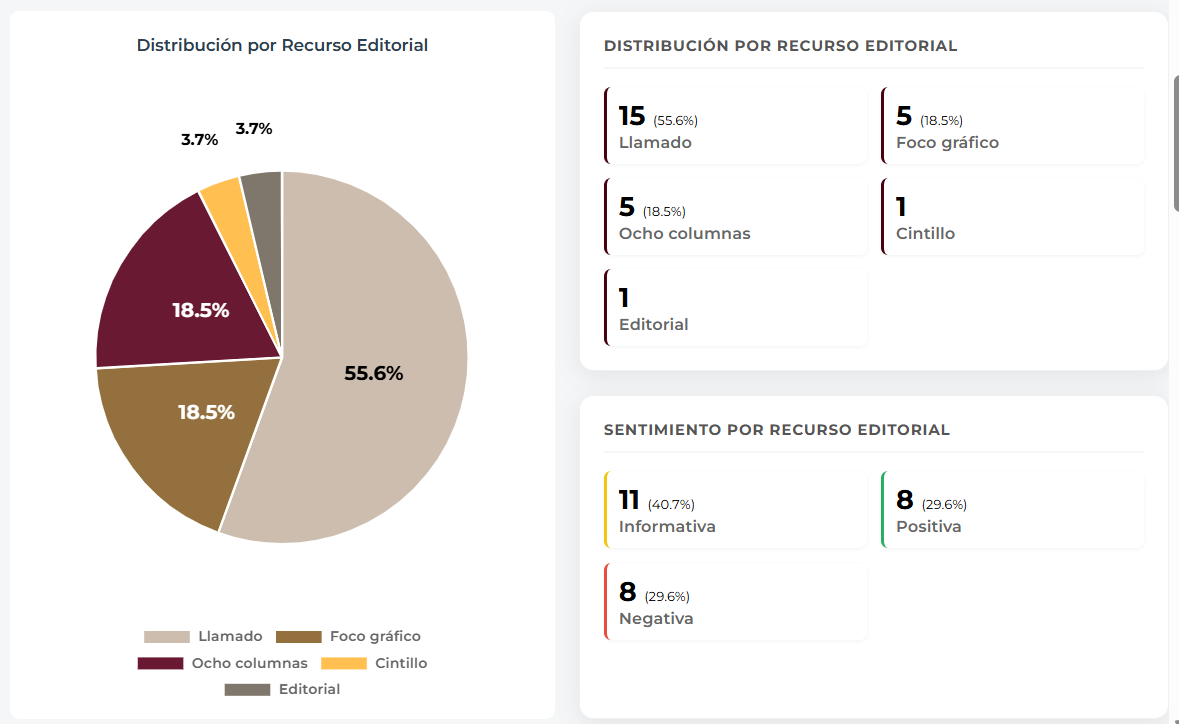 Distribución por Recurso Editorial
3.7%
3.7%
18.5%
55.6%
18.5%
Llamado
Foco gráfico
Ocho columnas
Cintillo
Editorial
DISTRIBUCIÓN POR RECURSO EDITORIAL
15 (55.6%)
Llamado
5 (18.5%)
Foco gráfico
5 (18.5%)
Ocho columnas
1
Cintillo
1
Editorial
SENTIMIENTO POR RECURSO EDITORIAL
11 (40.7%)
Informativa
8 (29.6%)
Positiva
8 (29.6%)
Negativa